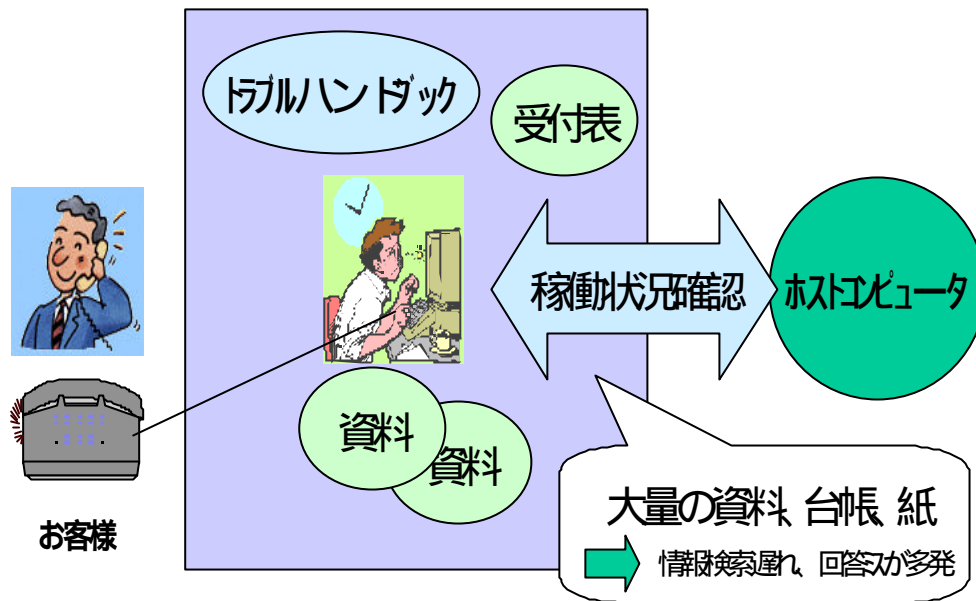 トラブルハンドブック
受付表
稼働状況確認
ホストコンピュータ
資料
資料
お客様
大量の資料、台帳、紙
情報検索遅れ、回答ミスが多発